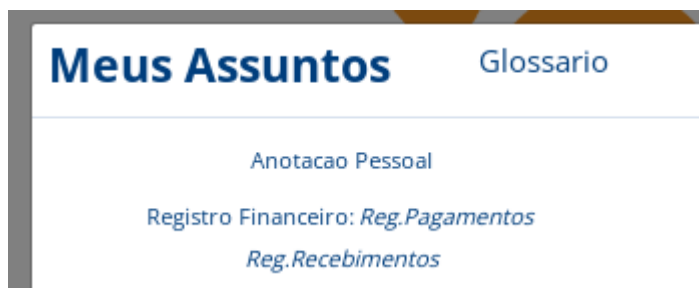 Meus Assuntos Glossario
Anotacao Pessoal
Registro Financeiro: Reg.Pagamentos
Reg.Recebimentos